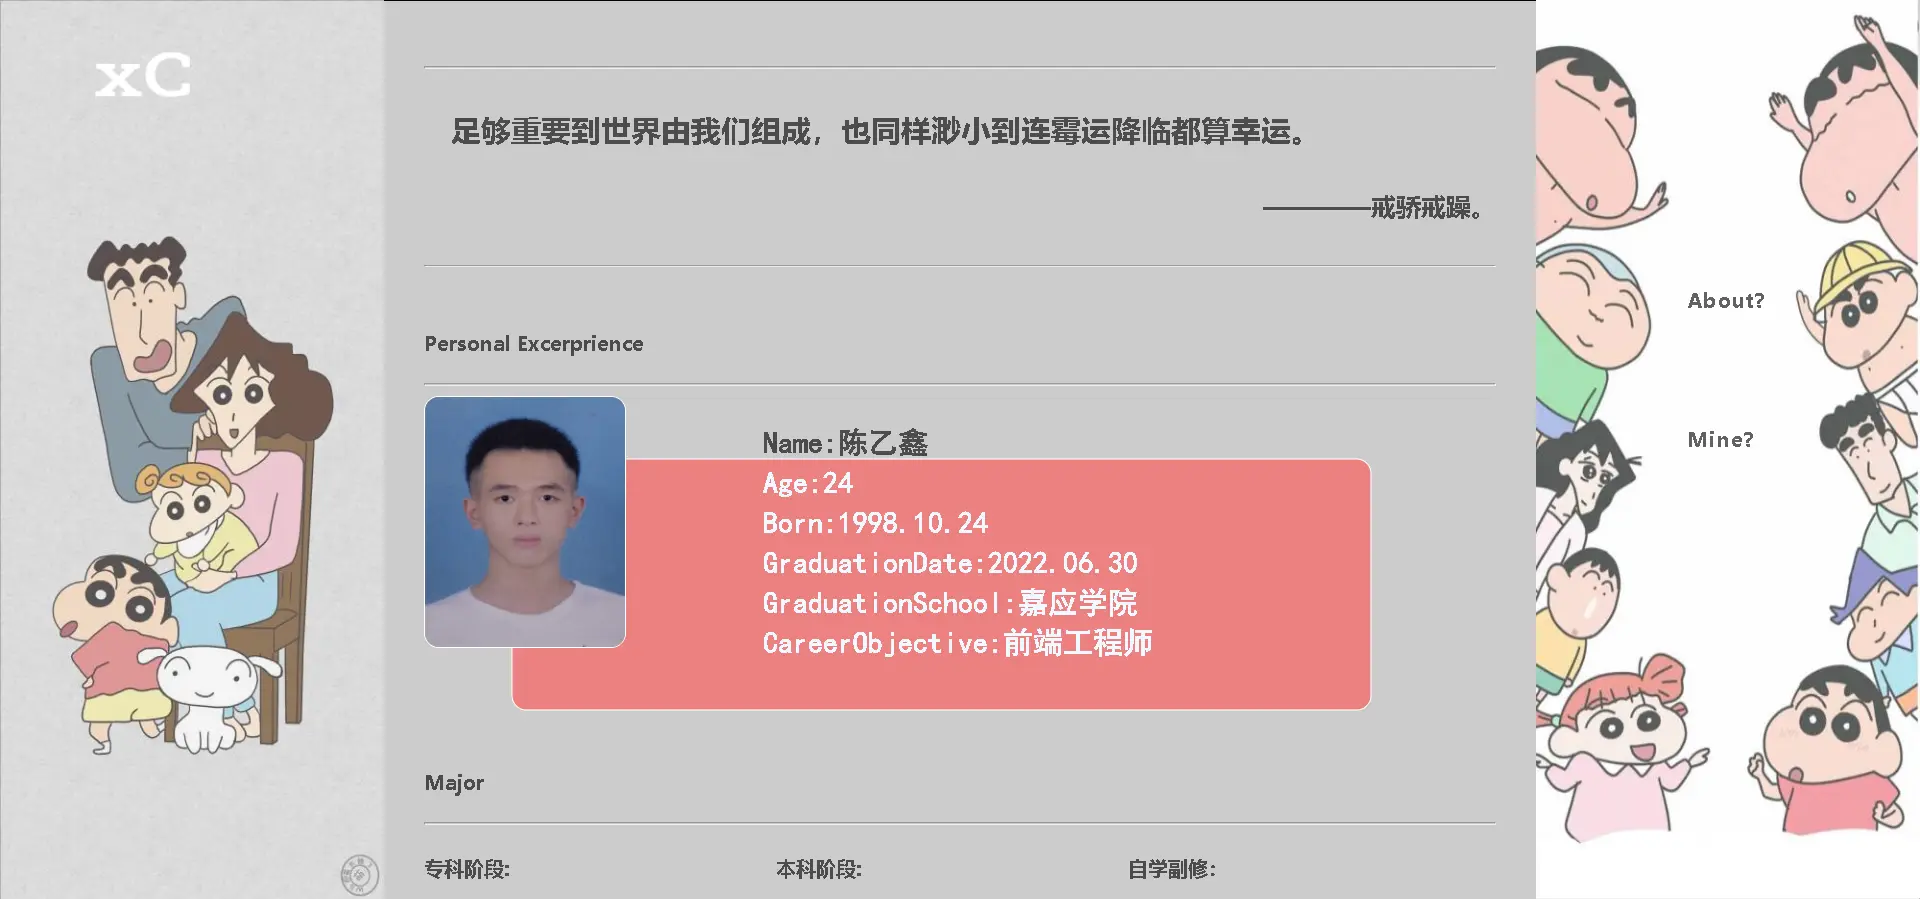 xC
足够重要到世界由我们组成，也同样渺小到连霉运降临都算幸运。
————戒骄戒躁。
Personal Excerprience
Name:陈乙鑫
Age:24
Born:1998.10.24
GraduationDate:2022.06.30
GraduationSchool:嘉应学院
CareerObjective:前端工程师
Major
专科阶段:
本科阶段:
自学副修:
About?
Mine?